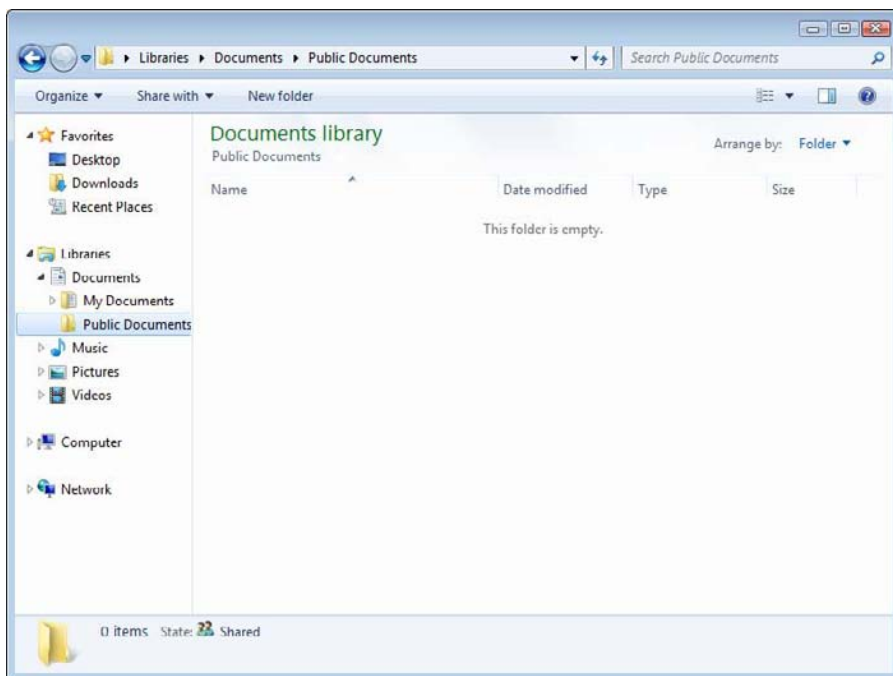 Libraries Documents Public Documents
Search Public Documents
Organize Share with New folder
Favorites
Desktop
Downloads
Recent Places
Libraries
Documents
My Documents
Public Documents
Music
Pictures
Videos
Computer
Network
Documents library
Public Documents
Arrange by: Folder
Name Date modified Type Size
This folder is empty.
0 items State: Shared